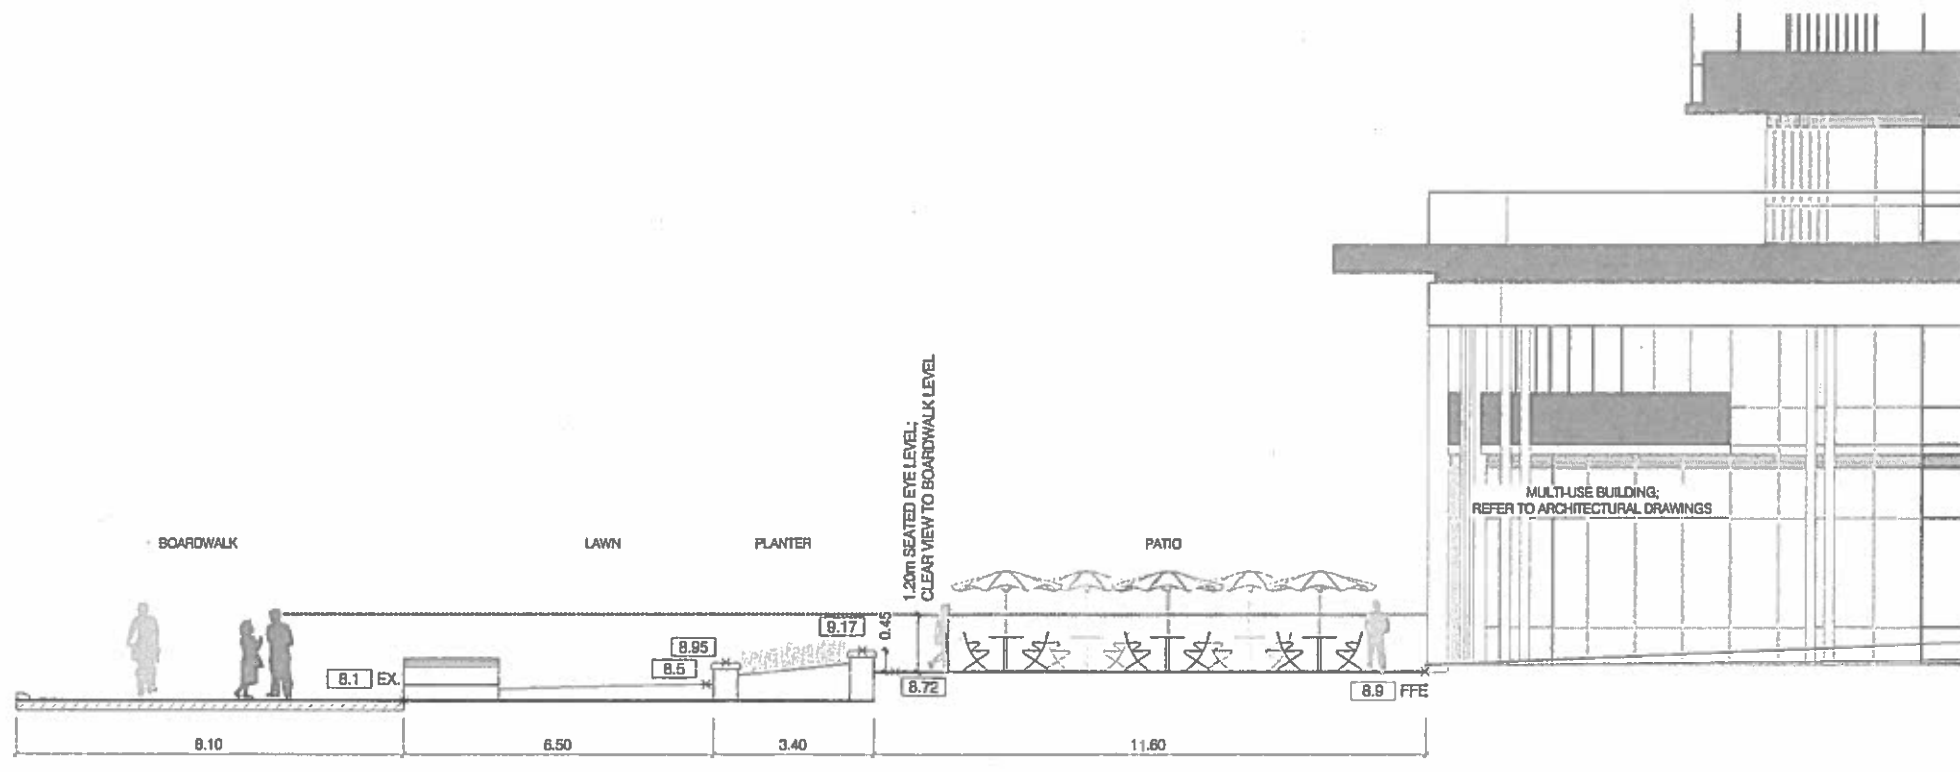 1.20m SEATED EYE LEVEL;
CLEAR VIEW TO BOARDWALK LEVEL
MULTI-USE BUILDING;
REFER TO ARCHITECTURAL DRAWINGS
BOARDWALK
LAWN
PLANTER
PATIO
9.17
0.45
8.95
8.5
8.1 EX.
8.72
8.9 FFE
8.10
6.50
3.40
11.60